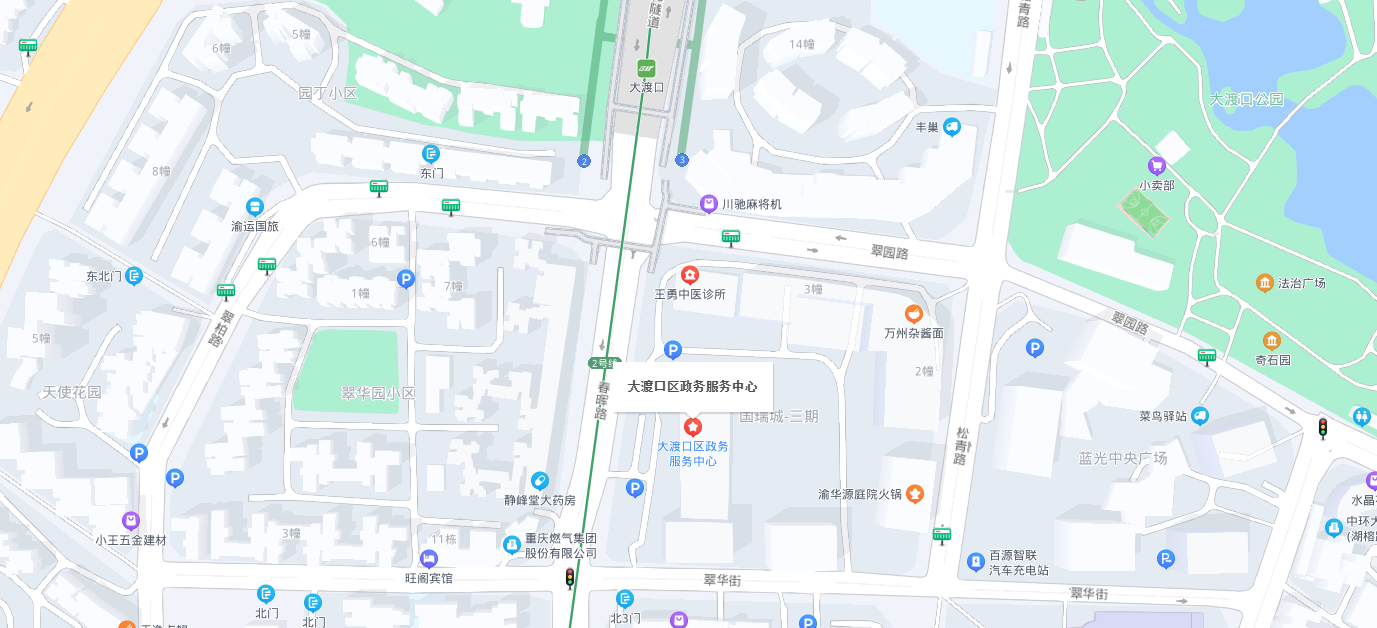 隧道
青路
5幢
6幢
14幢
大渡口
园丁小区
大渡口公园
丰巢
8幢
东门
小卖部
川驰麻将机
渝运国旅
6幢
翠园路
东北门
7幢
1幢
王勇中医诊所
3幢
法治广场
翠柏路
万州杂酱面
翠园路
5幢
奇石园
2号线
2幢
天使花园
翠华园小区
春晖路
大渡口区政务服务中心
国瑞城-三期
菜鸟驿站
松青路
大渡口区政务
服务中心
蓝光中央广场
静峰堂大药房
渝华源庭院火锅
水晶
小王五金建材
3幢
11栋
重庆燃气集团
股份有限公司
中环大
(湖榕
百源智联
汽车充电站
旺阁宾馆
翠华街
翠华街
北门
北门
北3门
2
3
P
P
P
P
P
P
P
P
P